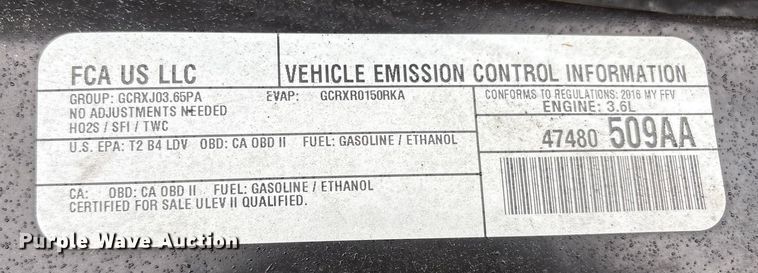 FCA US LLC
VEHICLE EMISSION CONTROL INFORMATION
GROUP: GCRXJ03.65PA EVAP: GCRXR0150RKA
NO ADJUSTMENTS NEEDED
HO2S / SFI / TWC
CONFORMS TO REGULATIONS: 2016 MY FFV
ENGINE: 3.6L
U.S. EPA: T2 B4 LDV OBD: CA OBD II FUEL: GASOLINE / ETHANOL
47480 509AA
CA: OBD: CA OBD II FUEL: GASOLINE / ETHANOL
CERTIFIED FOR SALE ULEV II QUALIFIED.
Purple Wave Auction